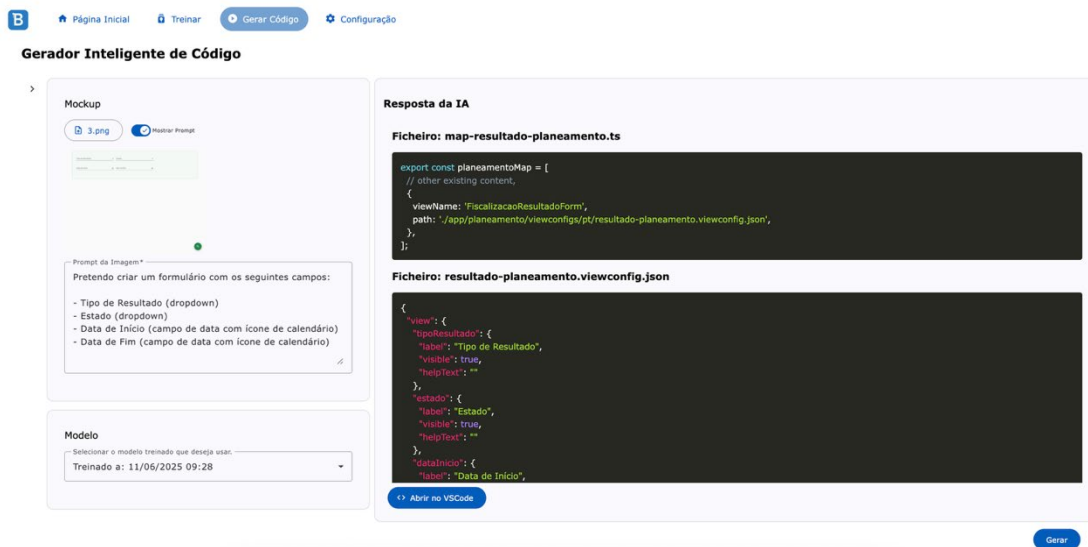 B
Página Inicial
Treinar
Gerar Código
Configuração
Gerador Inteligente de Código
Mockup
3.png
Mostrar Prompt
Prompt da Imagem*
Pretendo criar um formulário com os seguintes campos:
- Tipo de Resultado (dropdown)
- Estado (dropdown)
- Data de Início (campo de data com ícone de calendário)
- Data de Fim (campo de data com ícone de calendário)
Modelo
Selecionar o modelo treinado que deseja usar.
Treinado a: 11/06/2025 09:28
Resposta da IA
Ficheiro: map-resultado-planeamento.ts
export const planeamentoMap = [
// other existing content,
{
viewName: 'FiscalizacaoResultadoForm',
path: './app/planeamento/viewconfigs/pt/resultado-planeamento.viewconfig.json',
},
];
Ficheiro: resultado-planeamento.viewconfig.json
{
"view": {
"tipoResultado": {
"label": "Tipo de Resultado",
"visible": true,
"helpText": ""
},
"estado": {
"label": "Estado",
"visible": true,
"helpText": ""
},
"dataInicio": {
"label": "Data de Início",
<> Abrir no VSCode
Gerar